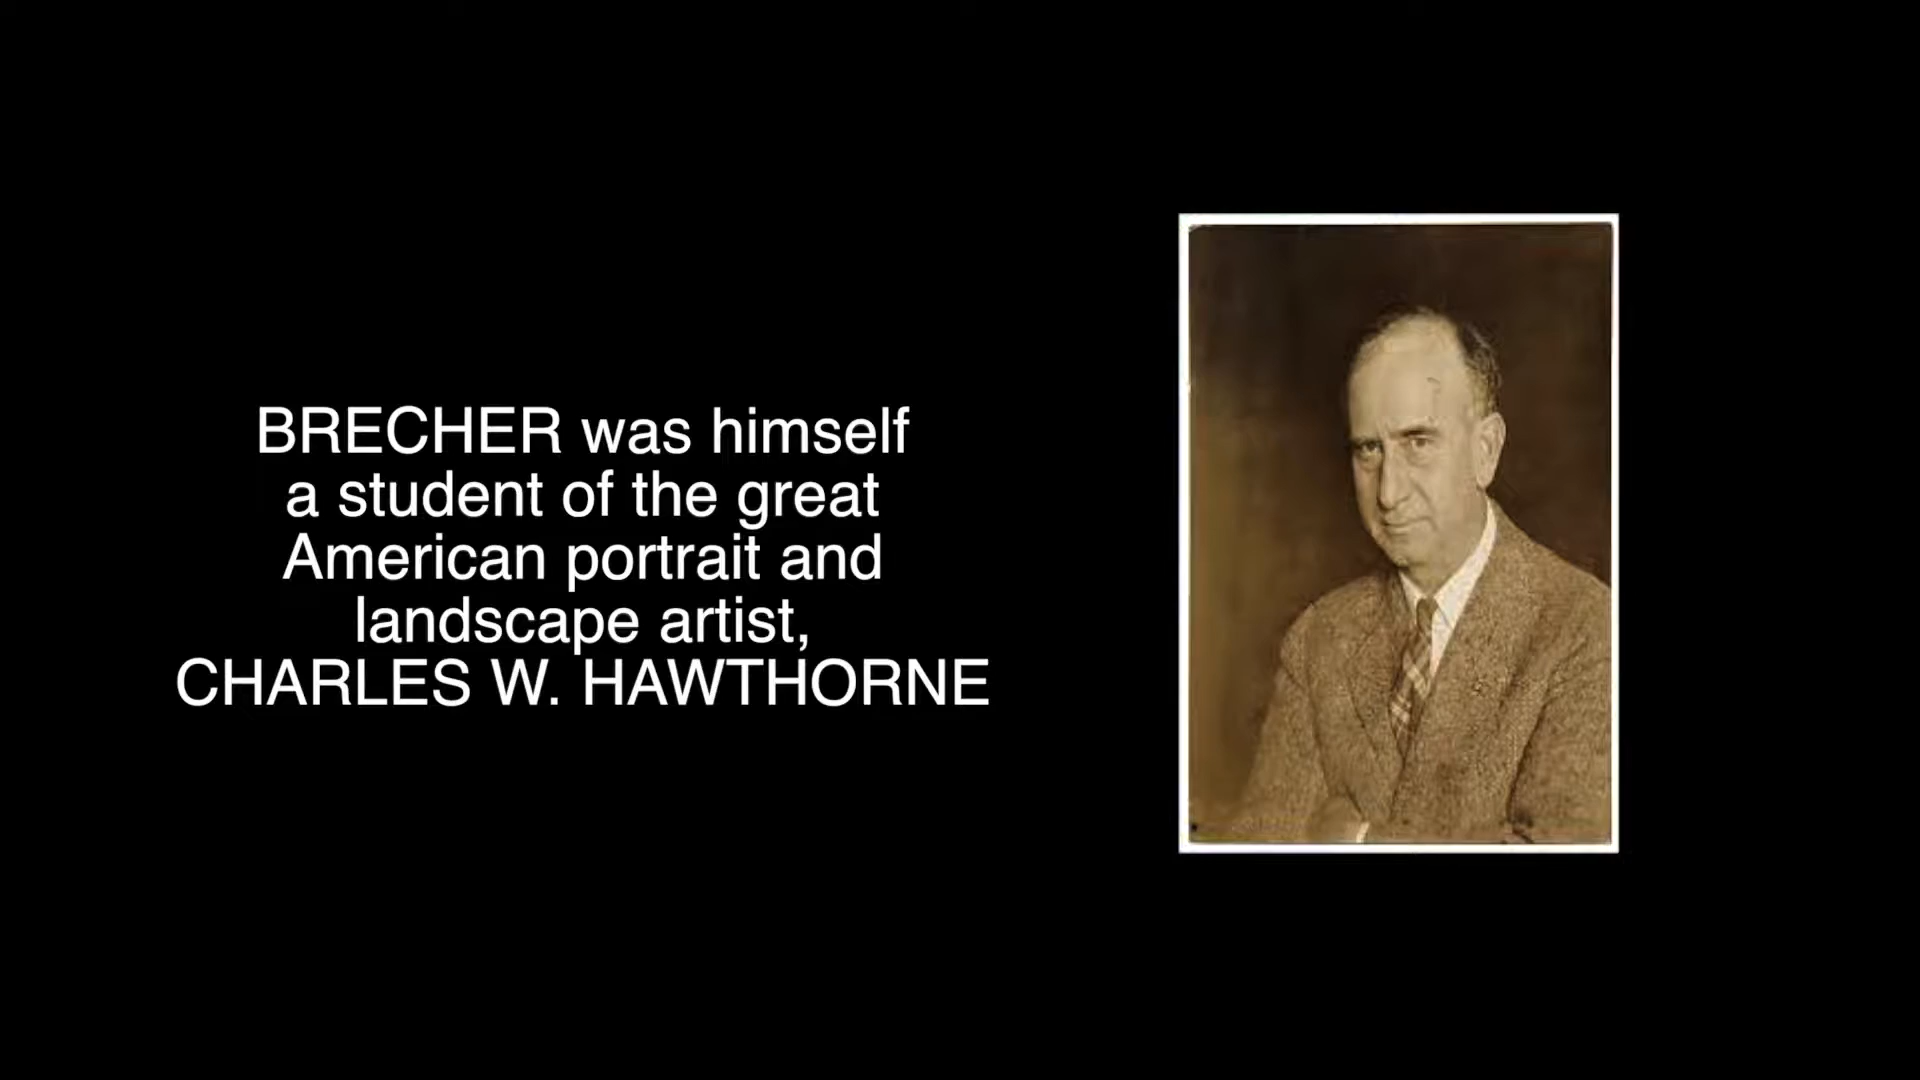 BRECHER was himself
a student of the great
American portrait and
landscape artist,
CHARLES W. HAWTHORNE